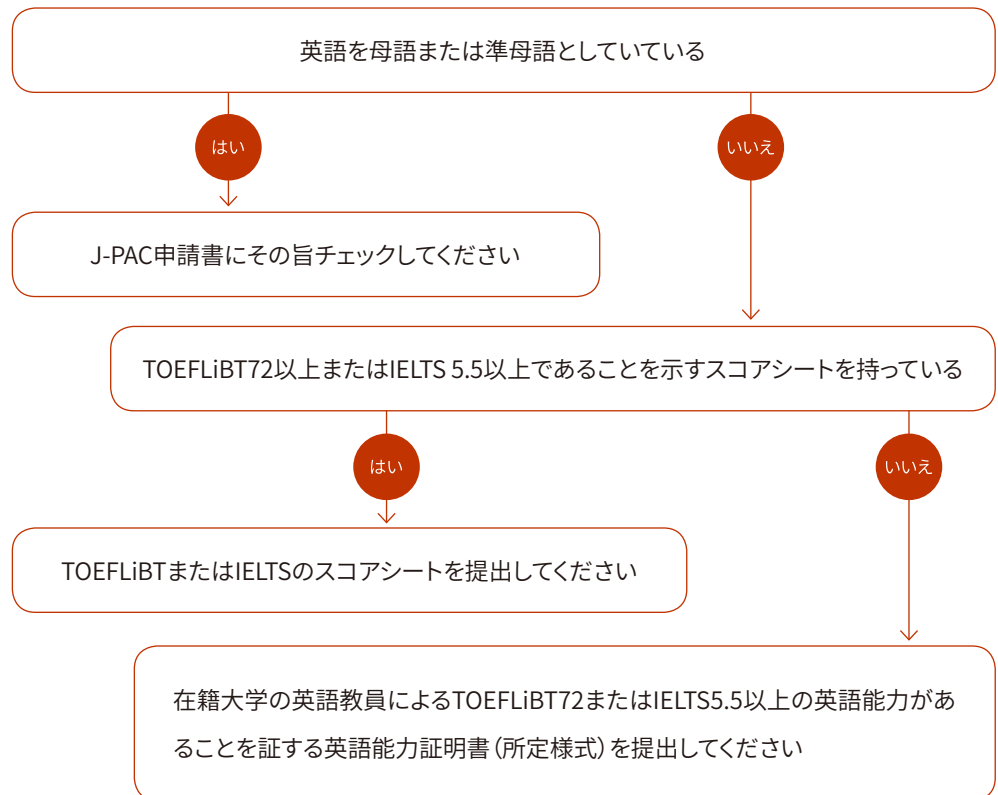 英語を母語または準母語としていている
はい
いいえ
J-PAC申請書にその旨チェックしてください
TOEFLiBT72以上またはIELTS 5.5以上であることを示すスコアシートを持っている
はい
いいえ
TOEFLiBTまたはIELTSのスコアシートを提出してください
在籍大学の英語教員によるTOEFLiBT72またはIELTS5.5以上の英語能力があ
ることを証する英語能力証明書（所定様式）を提出してください